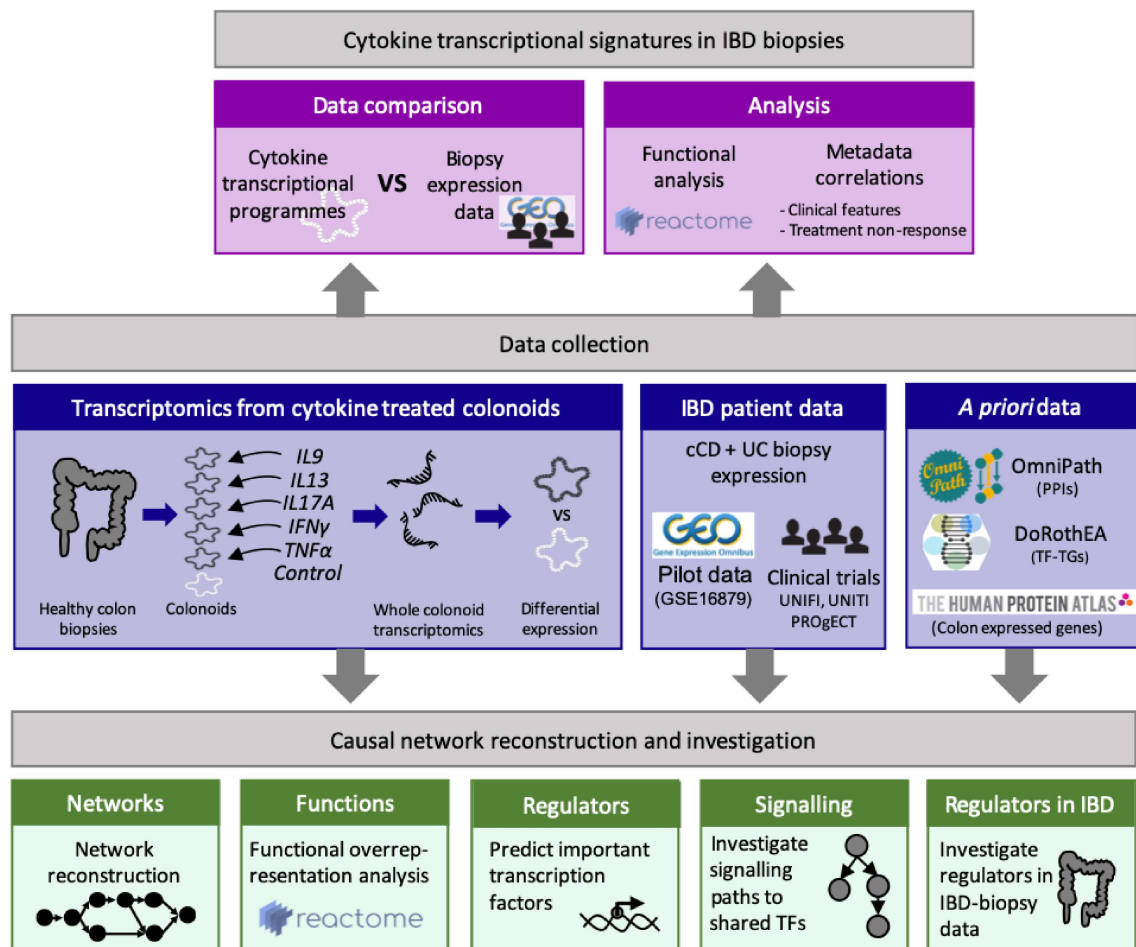 Cytokine transcriptional signatures in IBD biopsies
Data comparison
Cytokine
transcriptional
programmes
VS
Biopsy
expression
data
GEO
Analysis
Functional
analysis
reactome
Metadada
correlations
- Clinical features
- Treatment non-response
Data collection
Transcriptomics from cytokine treated colonoids
IL9
IL13
IL17A
IFNγ
TNFα
Control
vs
Healthy colon
biopsies
Colonoids
Whole colonoid
transcriptomics
Differential
expression
IBD patient data
cCD + UC biopsy
expression
GEO
Gene Expression Omnibus
Pilot data
(GSE16879)
Clinical trials
UNIFI, UNITI
PROgECT
A priori data
Omni
Path
OmniPath
(PPIs)
DoRothEA
(TF-TGs)
THE HUMAN PROTEIN ATLAS
(Colon expressed genes)
Causal network reconstruction and investigation
Networks
Network
reconstruction
Functions
Functional overrep-
resentation analysis
reactome
Regulators
Predict important
transcription
factors
Signalling
Investigate
signalling
paths to
shared TFs
Regulators in IBD
Investigate
regulators in
IBD-biopsy
data